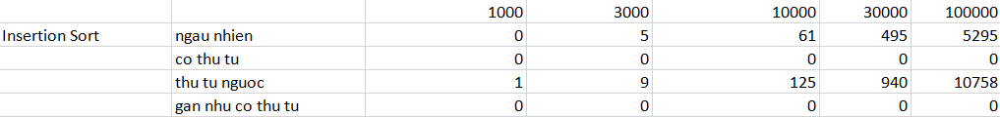 1000 3000 10000 30000 100000
Insertion Sort ngau nhien 0 5 61 495 5295
co thu tu 0 0 0 0 0
thu tu nguoc 1 9 125 940 10758
gan nhu co thu tu 0 0 0 0 0